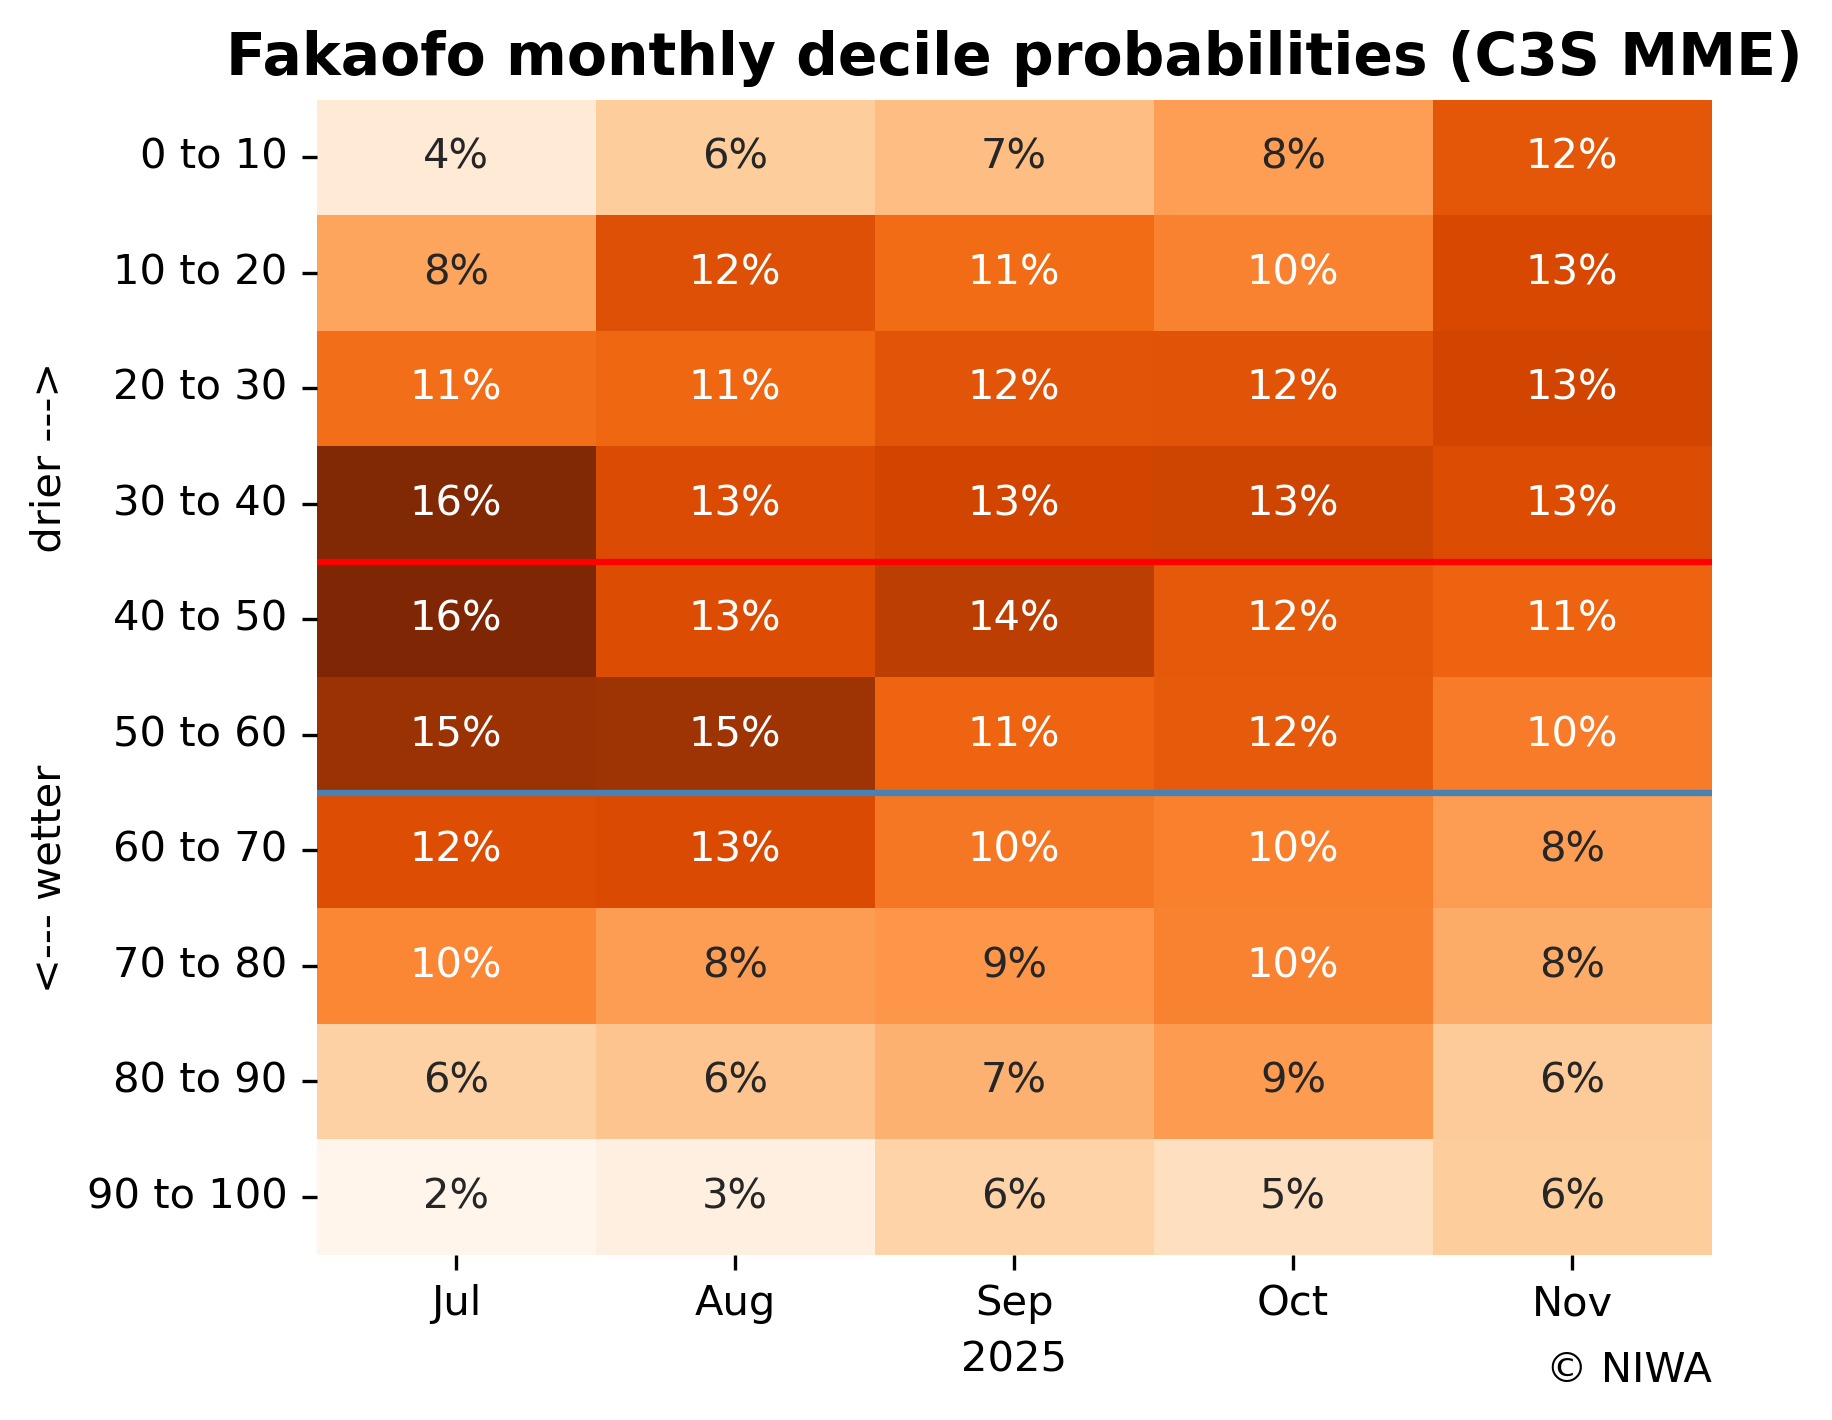 Fakaofo monthly decile probabilities (C3S MME)
0 to 10 4% 6% 7% 8% 12%
10 to 20 8% 12% 11% 10% 13%
20 to 30 11% 11% 12% 12% 13%
30 to 40 16% 13% 13% 13% 13%
40 to 50 16% 13% 14% 12% 11%
50 to 60 15% 15% 11% 12% 10%
60 to 70 12% 13% 10% 10% 8%
70 to 80 10% 8% 9% 10% 8%
80 to 90 6% 6% 7% 9% 6%
90 to 100 2% 3% 6% 5% 6%
<--- wetter
drier --->
Jul Aug Sep Oct Nov
2025
© NIWA